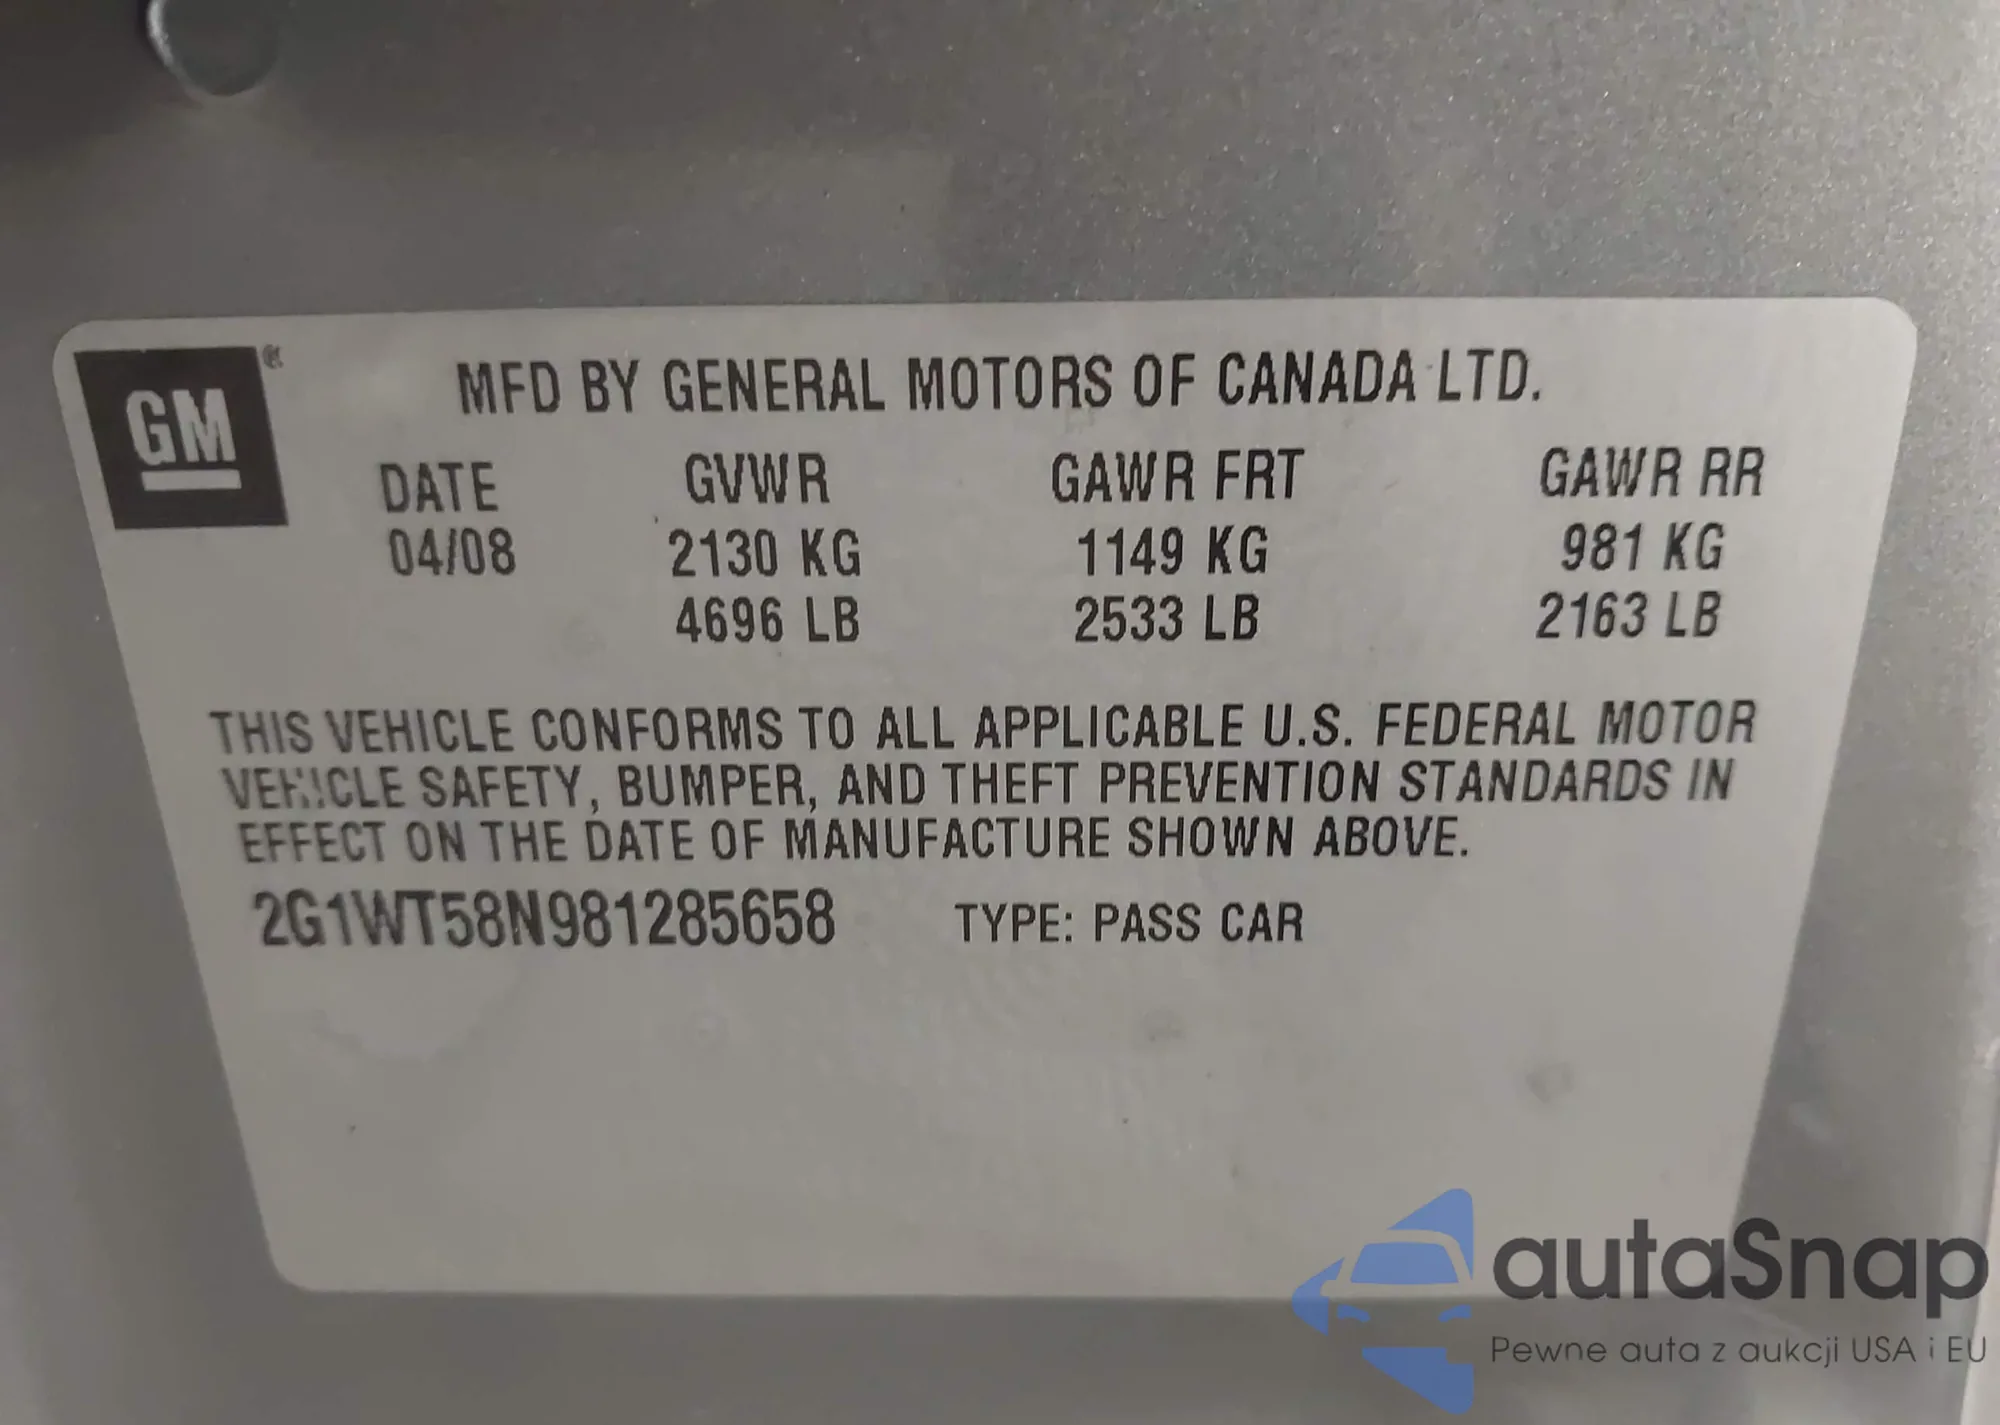 GM®
MFD BY GENERAL MOTORS OF CANADA LTD.
DATE GVWR GAWR FRT GAWR RR
04/08 2130 KG 1149 KG 981 KG
4696 LB 2533 LB 2163 LB
THIS VEHICLE CONFORMS TO ALL APPLICABLE U.S. FEDERAL MOTOR
VEHICLE SAFETY, BUMPER, AND THEFT PREVENTION STANDARDS IN
EFFECT ON THE DATE OF MANUFACTURE SHOWN ABOVE.
2G1WT58N981285658 TYPE: PASS CAR
autaSnap
Pewne auta z aukcji USA i EU